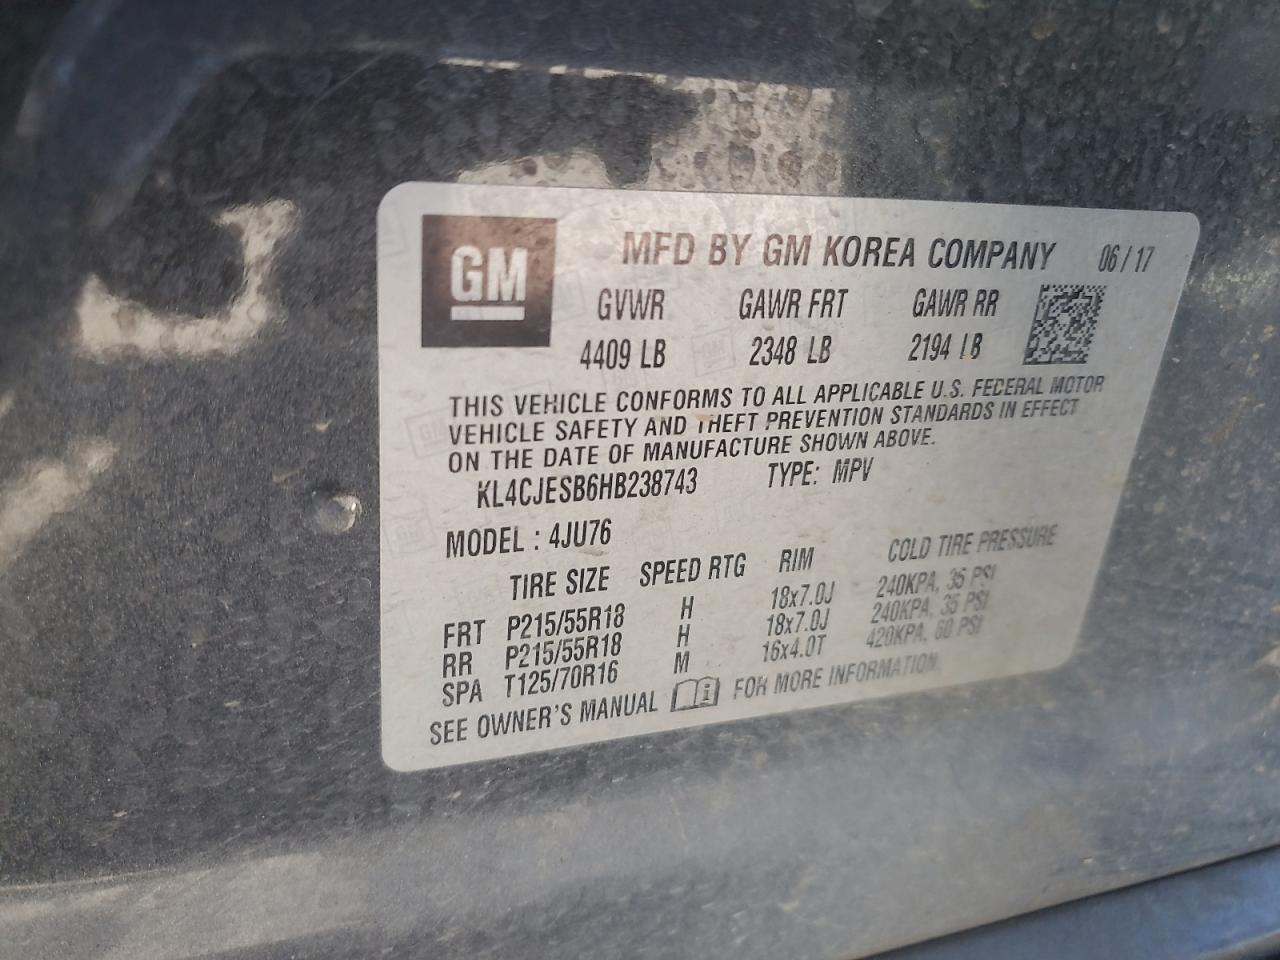 GM
MFD BY GM KOREA COMPANY 06/17
GVWR GAWR FRT GAWR RR
4409 LB 2348 LB 2194 LB
THIS VEHICLE CONFORMS TO ALL APPLICABLE U.S. FEDERAL MOTOR
VEHICLE SAFETY AND THEFT PREVENTION STANDARDS IN EFFECT
ON THE DATE OF MANUFACTURE SHOWN ABOVE.
KL4CJESB6HB238743 TYPE: MPV
MODEL : 4JU76
TIRE SIZE SPEED RTG RIM COLD TIRE PRESSURE
FRT P215/55R18 H 18x7.0J 240KPA, 35 PSI
RR P215/55R18 H 18x7.0J 240KPA, 35 PSI
SPA T125/70R16 M 16x4.0T 420KPA, 60 PSI
SEE OWNER'S MANUAL FOR MORE INFORMATION.